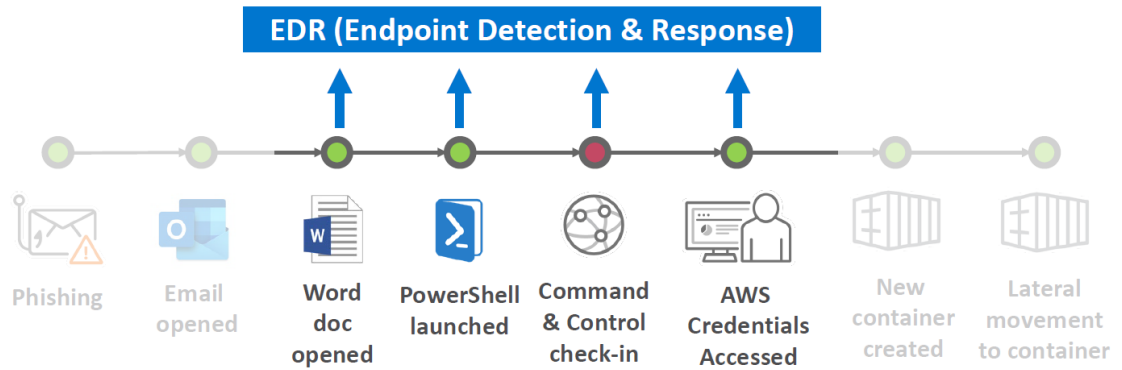 EDR (Endpoint Detection & Response)
Phishing
Email
opened
W
Word
doc
opened
PowerShell
launched
Command
& Control
check-in
AWS
Credentials
Accessed
New
container
created
Lateral
movement
to container